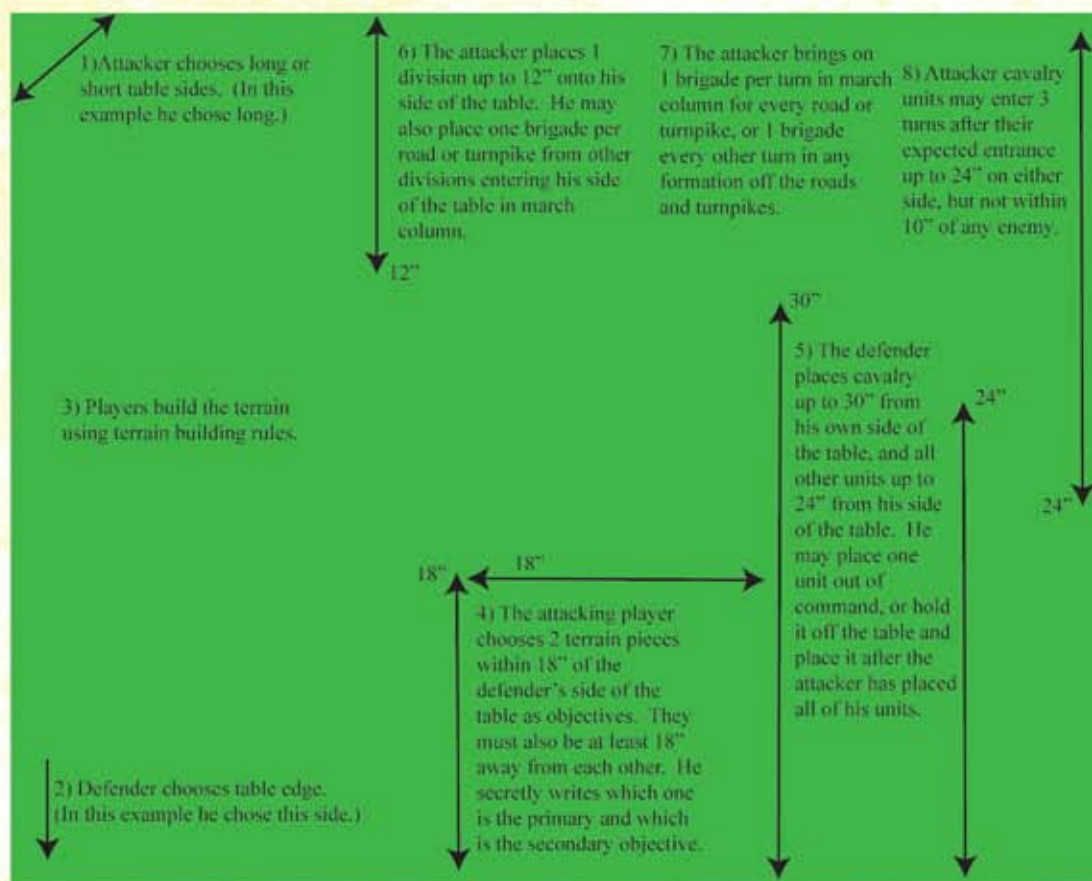 1)Attacker chooses long or
short table sides. (In this
example he chose long.)
2) Defender chooses table edge.
(In this example he chose this side.)
3) Players build the terrain
using terrain building rules.
18”
18”
4) The attacking player
chooses 2 terrain pieces
within 18” of the
defender’s side of the
table as objectives. They
must also be at least 18”
away from each other. He
secretly writes which one
is the primary and which
is the secondary objective.
30”
5) The defender
places cavalry
up to 30” from
his own side of
the table, and all
other units up to
24” from his side
of the table. He
may place one
unit out of
command, or hold
it off the table and
place it after the
attacker has placed
all of his units.
24”
6) The attacker places 1
division up to 12” onto his
side of the table. He may
also place one brigade per
road or turnpike from other
divisions entering his side
of the table in march
column.
12”
7) The attacker brings on
1 brigade per turn in march
column for every road or
turnpike, or 1 brigade
every other turn in any
formation off the roads
and turnpikes.
8) Attacker cavalry
units may enter 3
turns after their
expected entrance
up to 24” on either
side, but not within
10” of any enemy.
24”